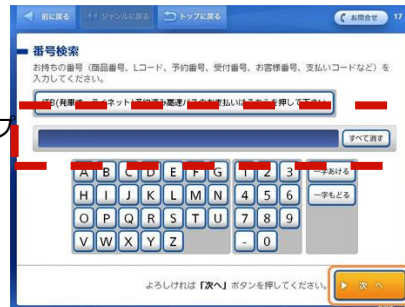 前に戻る
ジャンルに戻る
トップに戻る
お問合せ
17
番号検索
お持ちの番号（商品番号、Lコード、予約番号、受付番号、お客様番号、支払いコードなど）を
入力してください。
プ
すべて消す
A B C D E F G 1 2 3 一字あける
H I J K L M N 4 5 6 一字もどる
O P Q R S T U 7 8 9
V W X Y Z - 0
よろしければ「次へ」ボタンを押してください。
次へ